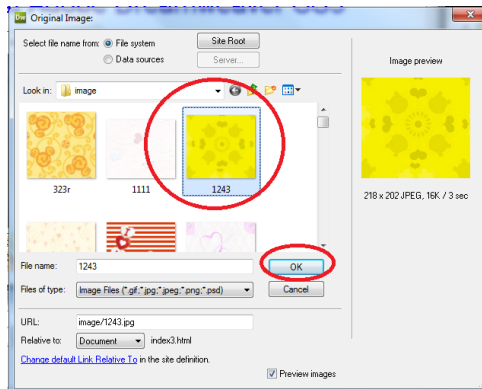 Dw Original Image:
Select file name from: File system
Site Root
Data sources
Server...
Image preview
Look in: image
323r
1111
1243
218 x 202 JPEG, 16K / 3 sec
File name: 1243
OK
Files of type: Image Files (*.gif;*.jpg;*.jpeg;*.png;*.psd)
Cancel
URL: image/1243.jpg
Relative to: Document index3.html
Change default Link Relative To in the site definition.
Preview images